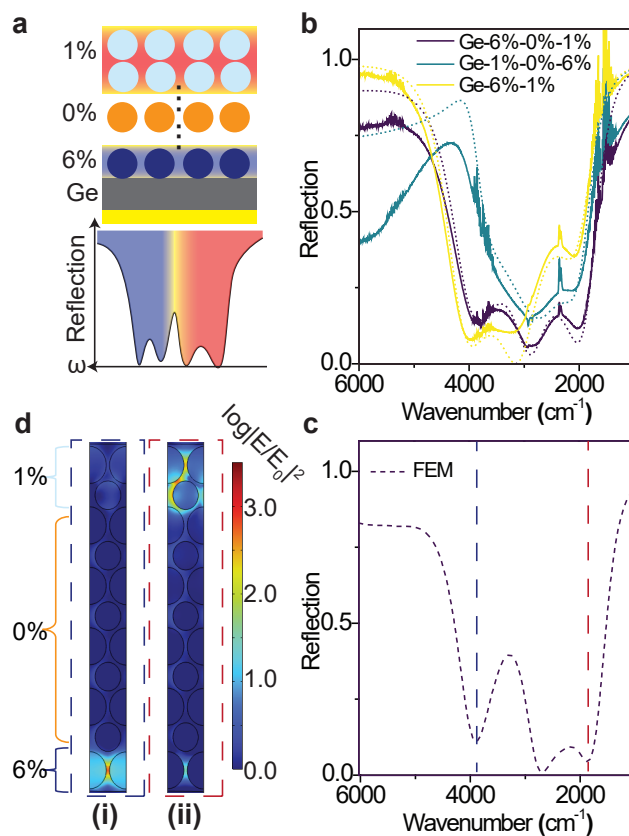 a
1%
0%
6%
Ge
Reflection
ω
b
Ge-6%-0%-1%
Ge-1%-0%-6%
Ge-6%-1%
1.0
0.5
0.0
Reflection
6000 4000 2000
Wavenumber (cm⁻¹)
d
log|E/E₀|²
1%
0%
6%
3.0
2.0
1.0
0.0
(i) (ii)
c
FEM
1.0
0.5
0.0
Reflection
6000 4000 2000
Wavenumber (cm⁻¹)